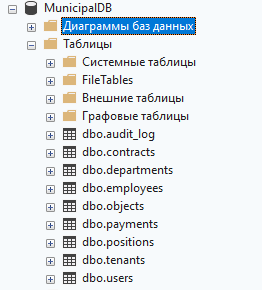 MunicipalDB
Диаграммы баз данных
Таблицы
Системные таблицы
FileTables
Внешние таблицы
Графовые таблицы
dbo.audit_log
dbo.contracts
dbo.departments
dbo.employees
dbo.objects
dbo.payments
dbo.positions
dbo.tenants
dbo.users